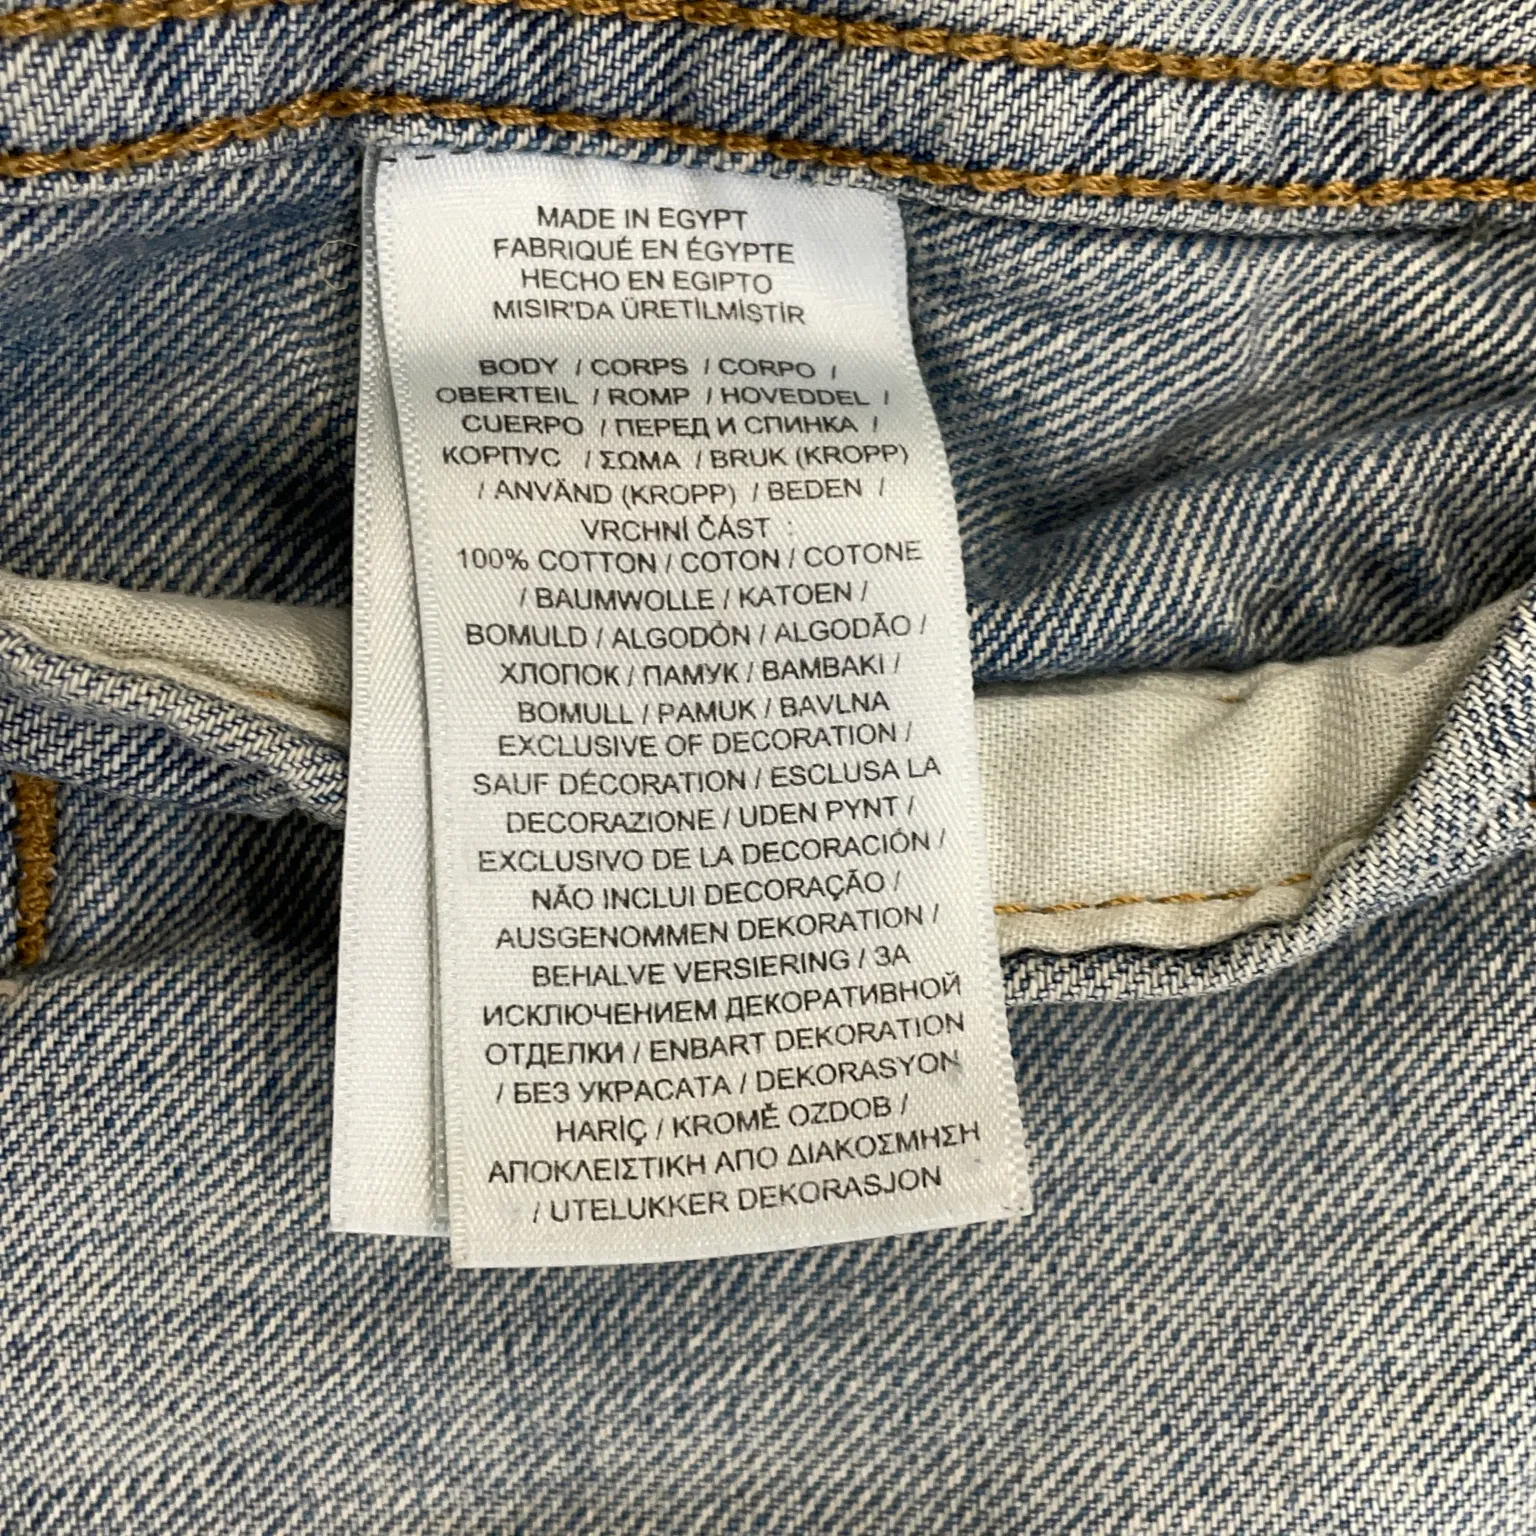 MADE IN EGYPT
FABRIQUÉ EN ÉGYPTE
HECHO EN EGIPTO
MISIR'DA ÜRETİLMİŞTİR
BODY / CORPS / CORPO /
OBERTEIL / ROMP / HOVEDDEL /
CUERPO / ПЕРЕД И СПИНКА /
КОРПУС / ΣΩΜΑ / BRUK (KROPP)
/ ANVÄND (KROPP) / BEDEN /
VRCHNÍ ČÁST :
100% COTTON / COTON / COTONE
/ BAUMWOLLE / KATOEN /
BOMULD / ALGODÓN / ALGODÃO /
ХЛОПОК / ПАМУК / ΒΑΜΒΑΚΙ /
BOMULL / PAMUK / BAVLNA
EXCLUSIVE OF DECORATION /
SAUF DÉCORATION / ESCLUSA LA
DECORAZIONE / UDEN PYNT /
EXCLUSIVO DE LA DECORACIÓN /
NÃO INCLUI DECORAÇÃO /
AUSGENOMMEN DEKORATION /
BEHALVE VERSIERING / ЗА
ИСКЛЮЧЕНИЕМ ДЕКОРАТИВНОЙ
ОТДЕЛКИ / ENBART DEKORATION
/ БЕЗ УКРАСАТА / DEKORASYON
HARİÇ / KROMĚ OZDOB /
ΑΠΟΚΛΕΙΣΤΙΚΗ ΑΠΟ ΔΙΑΚΟΣΜΗΣΗ
/ UTELUKKER DEKORASJON